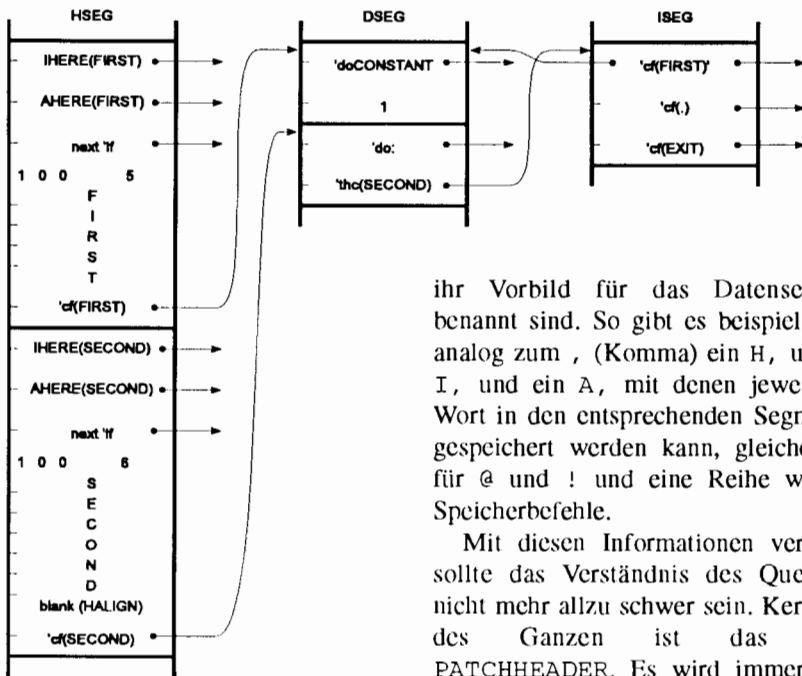 HSEG
IHERE(FIRST)
AHERE(FIRST)
next 'lf
1 0 0 5
F
I
R
S
T
'cf(FIRST)
IHERE(SECOND)
AHERE(SECOND)
next 'lf
1 0 0 6
S
E
C
O
N
D
blank (HALIGN)
'cf(SECOND)
DSEG
'doCONSTANT
1
'do:
'thc(SECOND)
ISEG
'cf(FIRST)'
'cf(.)
'cf(EXIT)
ihr Vorbild für das Datense
benannt sind. So gibt es beispiel
analog zum , (Komma) ein H, u
I, und ein A, mit denen jewe
Wort in den entsprechenden Segn
gespeichert werden kann, gleich
für @ und ! und eine Reihe w
Speicherbefehle.
Mit diesen Informationen ver
sollte das Verständnis des Que
nicht mehr allzu schwer sein. Ker
des Ganzen ist das
PATCHHEADER. Es wird immer